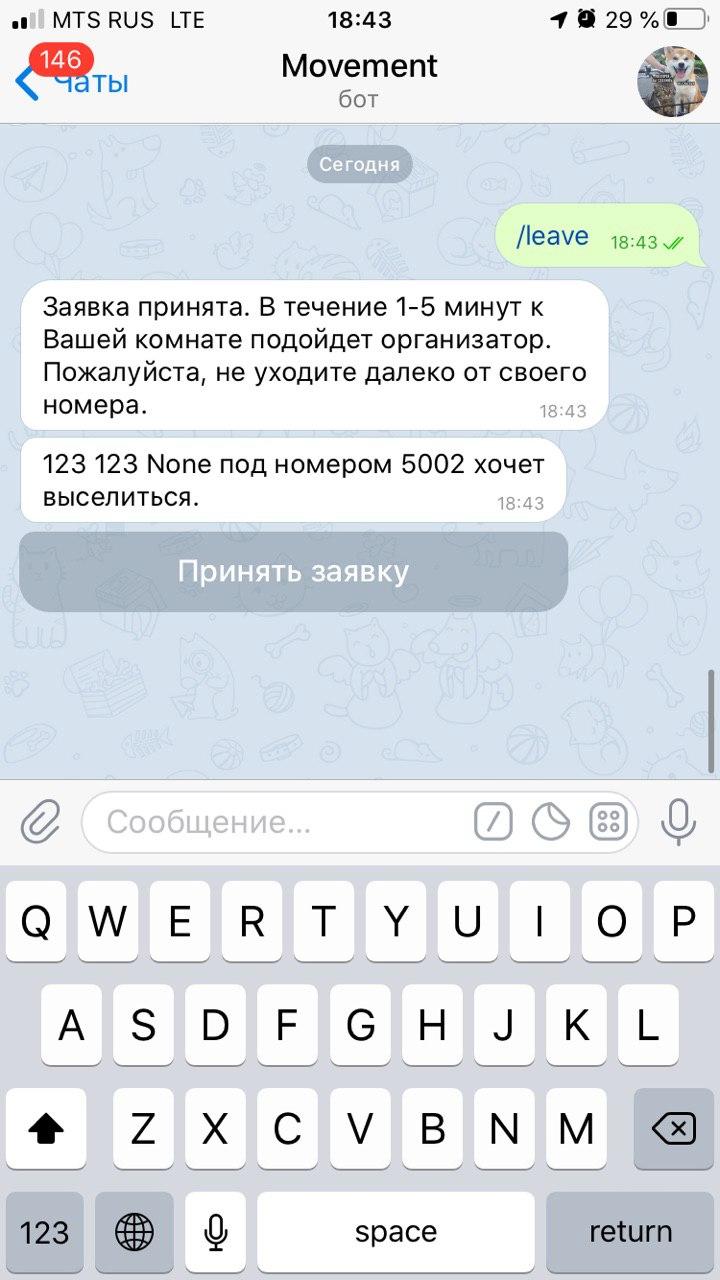 MTS RUS LTE 18:43 29 %
146
Чаты
Movement
бот
Сегодня
/leave 18:43
Заявка принята. В течение 1-5 минут к
Вашей комнате подойдет организатор.
Пожалуйста, не уходите далеко от своего
номера. 18:43
123 123 None под номером 5002 хочет
выселиться. 18:43
Принять заявку
Сообщение...
Q W E R T Y U I O P
A S D F G H J K L
Z X C V B N M
123 space return